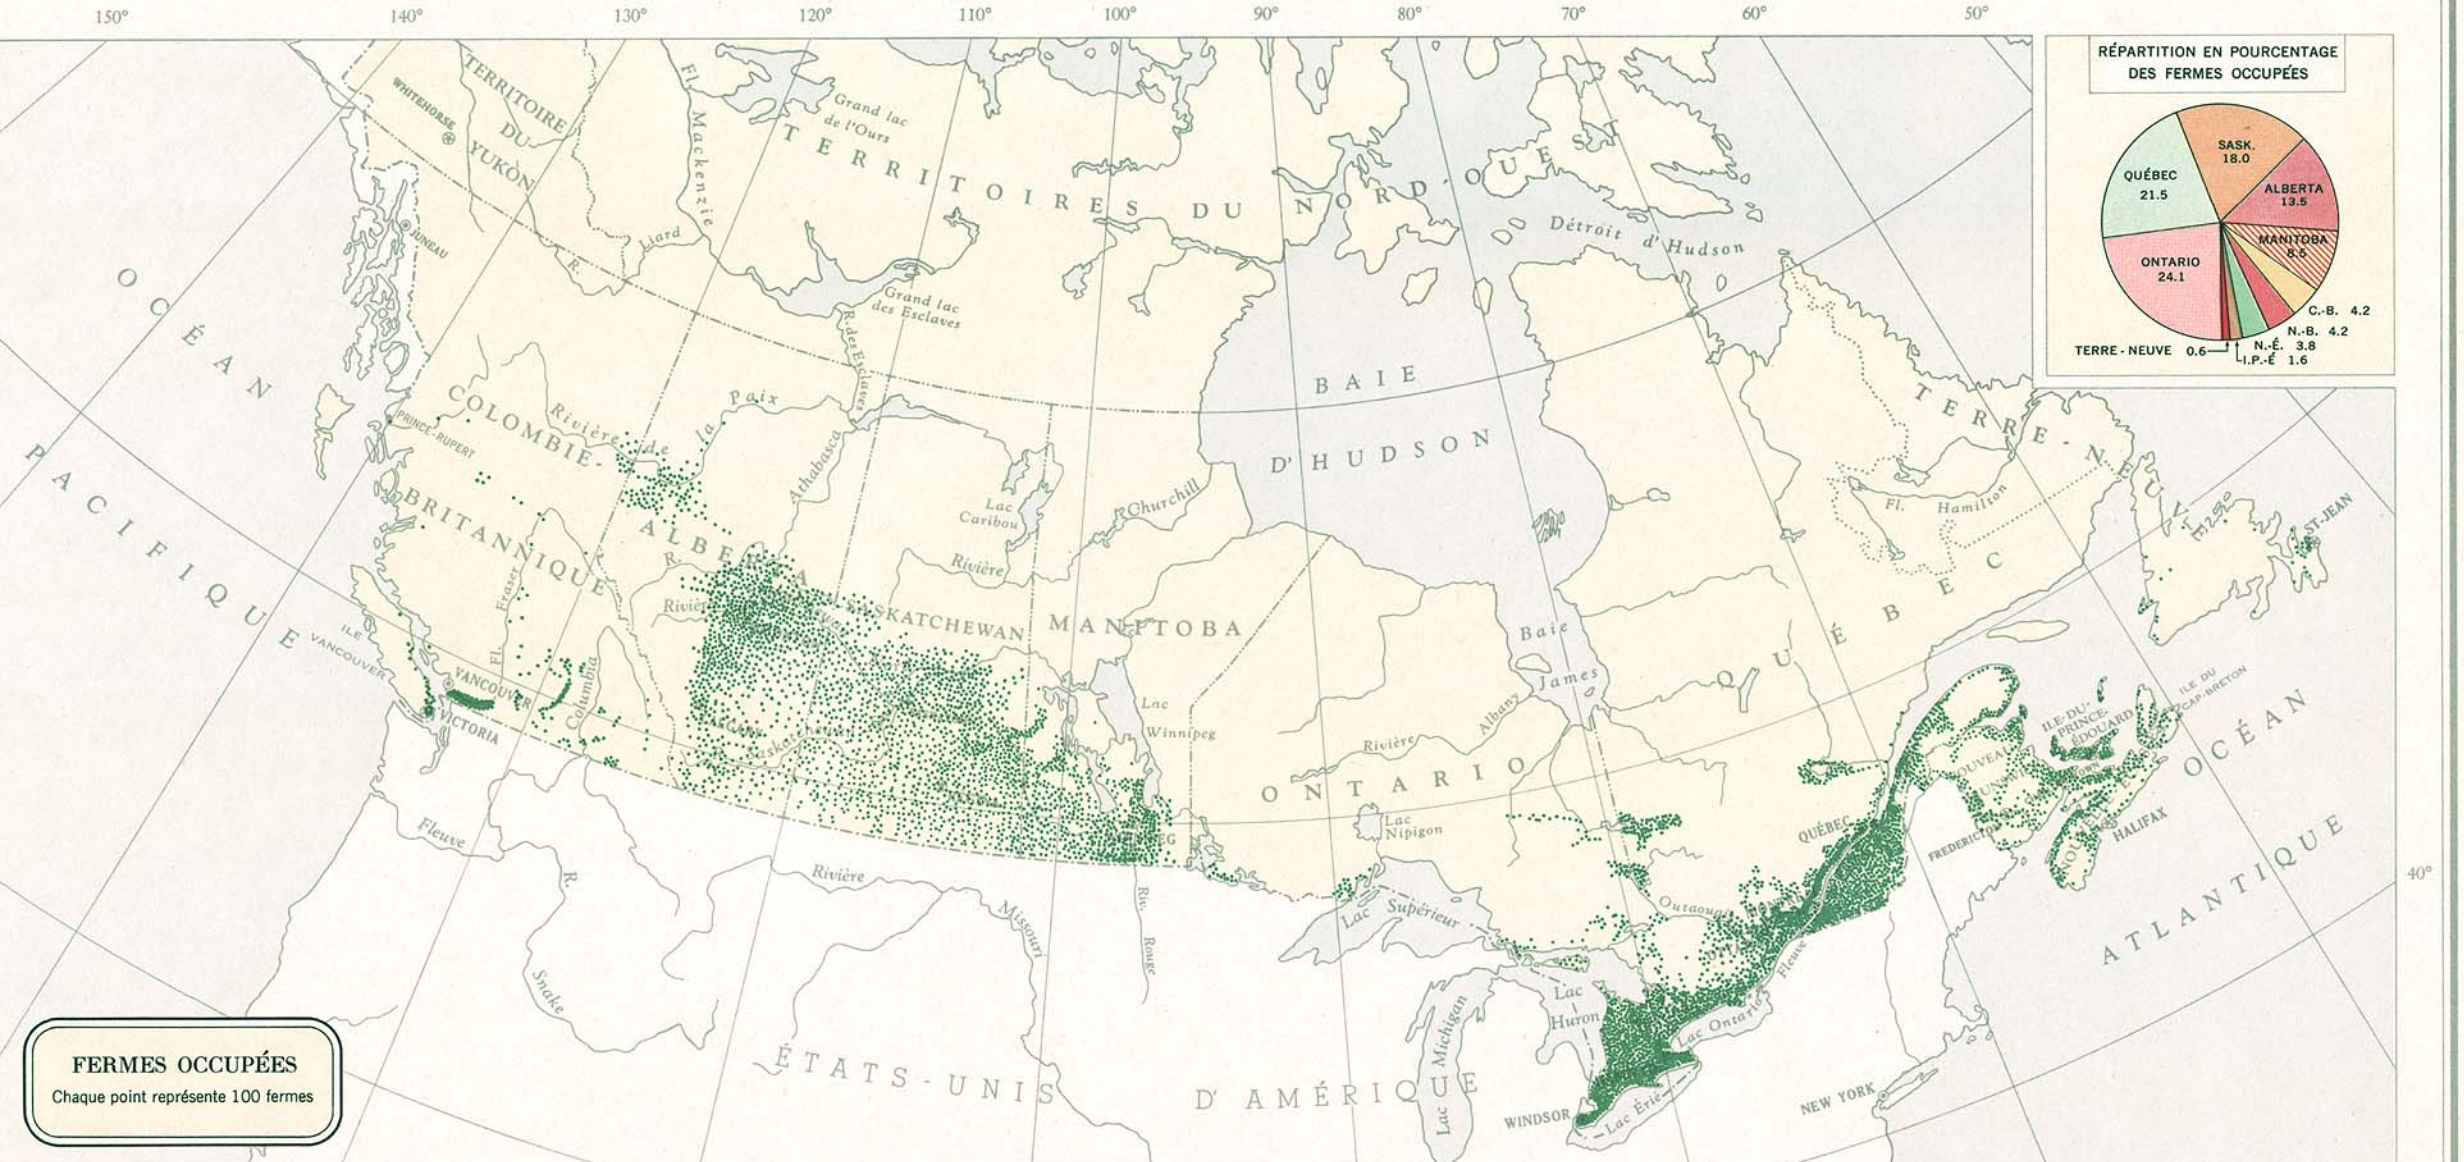 150°
140°
130°
120°
110°
100°
90°
80°
70°
60°
50°
40°
RÉPARTITION EN POURCENTAGE
DES FERMES OCCUPÉES
SASK.
18.0
QUÉBEC
21.5
ALBERTA
13.5
MANITOBA
8.5
ONTARIO
24.1
C.-B. 4.2
N.-B. 4.2
N.-É. 3.8
I.P.-É 1.6
TERRE-NEUVE 0.6
TERRITOIRE
DU
YUKON
WHITEHORSE
Fl. Mackenzie
Grand lac
de l'Ours
TERRITOIRES DU NORD-OUEST
JUNEAU
Liard
R.
Grand lac
des Esclaves
R. des Esclaves
Détroit d'Hudson
OCÉAN
PACIFIQUE
BAIE
D'HUDSON
COLOMBIE-
BRITANNIQUE
PRINCE-RUPERT
Rivière de la Paix
Athabasca
ALBERTA
R.
Rivière
Lac
Caribou
Churchill
Rivière
SASKATCHEWAN
MANITOBA
TERRE-NEUVE
Fl. Hamilton
ST-JEAN
QUÉBEC
Fraser
Fl.
Columbia
ILE
VANCOUVER
VANCOUVER
VICTORIA
CALGARY
Saskatchewan
Lac
Winnipeg
Baie
James
Albany
Rivière
ONTARIO
Lac
Nipigon
QUÉBEC
ILE-DU-
PRINCE-
ÉDOUARD
ILE DU
CAP-BRETON
FREDERICTON
HALIFAX
OCÉAN
ATLANTIQUE
Fleuve
R.
Snake
Rivière
Missouri
Riv.
Rouge
Lac Supérieur
Outaouais
Fleuve
Lac
Huron
Lac Michigan
Lac Ontario
Lac Érié
WINDSOR
NEW YORK
ÉTATS-UNIS
D'AMÉRIQUE
FERMES OCCUPÉES
Chaque point représente 100 fermes